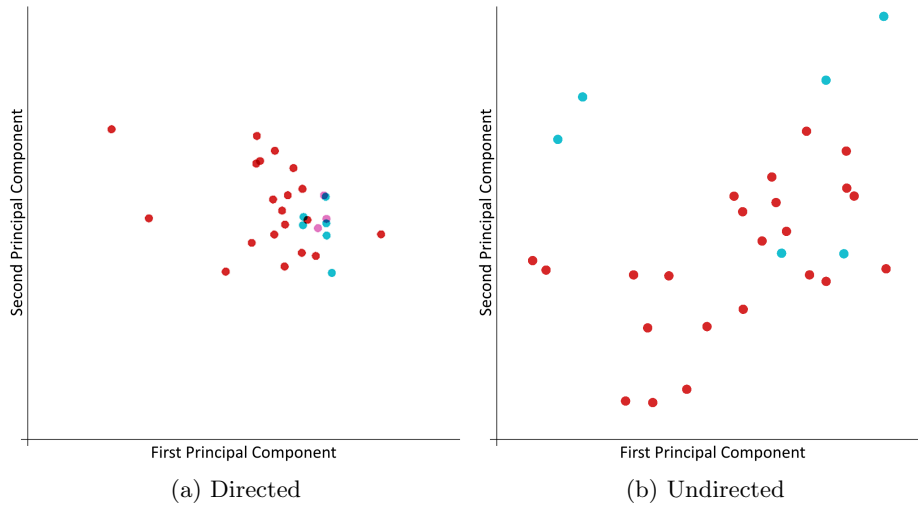 Second Principal Component
First Principal Component
(a) Directed
Second Principal Component
First Principal Component
(b) Undirected